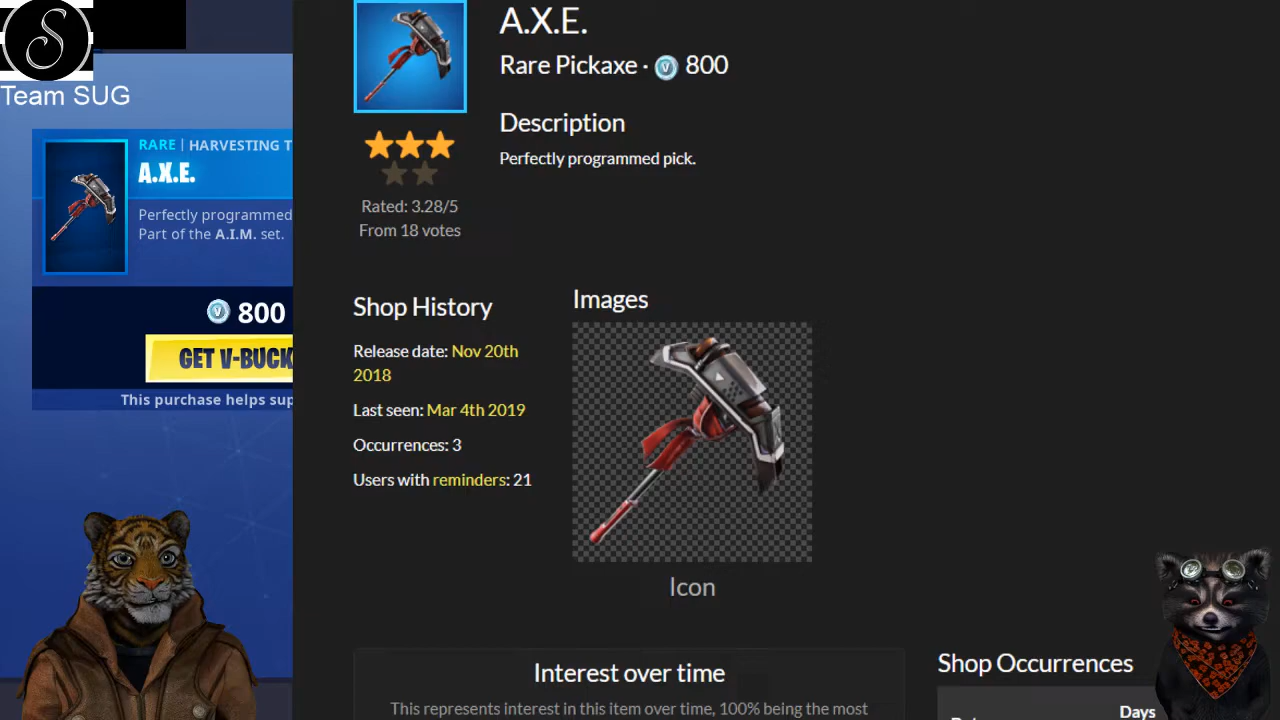 S
Team SUG
RARE | HARVESTING T
A.X.E.
Perfectly programmed
Part of the A.I.M. set.
V 800
GET V-BUCK
This purchase helps sup
A.X.E.
Rare Pickaxe · V 800
Description
Perfectly programmed pick.
Rated: 3.28/5
From 18 votes
Shop History
Release date: Nov 20th
2018
Last seen: Mar 4th 2019
Occurrences: 3
Users with reminders: 21
Images
Icon
Interest over time
This represents interest in this item over time, 100% being the most
Shop Occurrences
Days